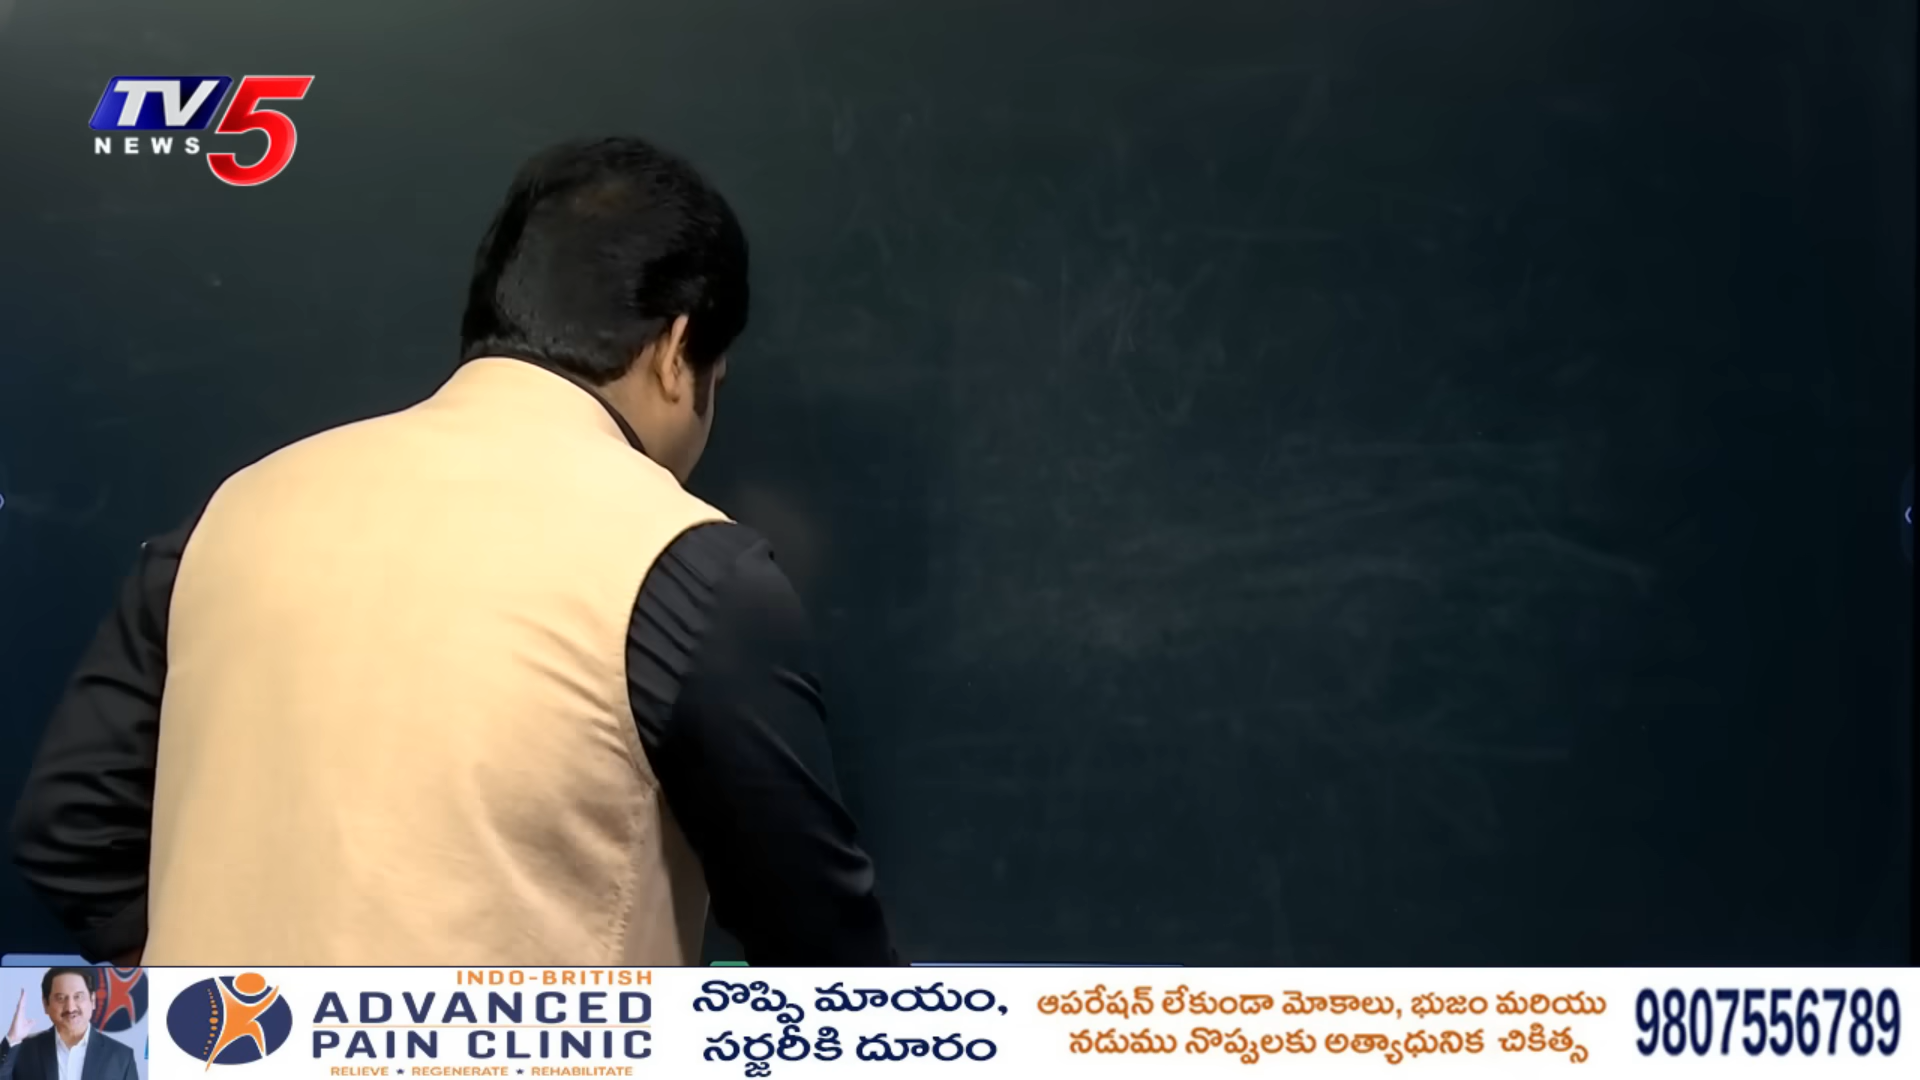 TV5
NEWS
INDO-BRITISH
ADVANCED
PAIN CLINIC
RELIEVE ★ REGENERATE ★ REHABILITATE
నొప్పి మాయం,
సర్జరీకి దూరం
ఆపరేషన్ లేకుండా మోకాలు, భుజం మరియు
నడుము నొప్పులకు అత్యాధునిక చికిత్స
9807556789